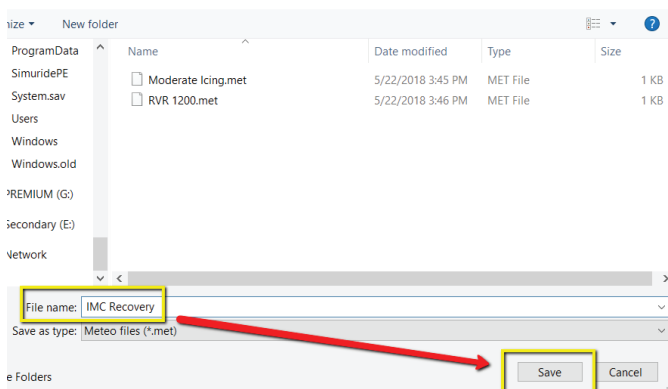 nize New folder
?
ProgramData
SimuridePE
System.sav
Users
Windows
Windows.old
PREMIUM (G:)
Secondary (E:)
Network
Name Date modified Type Size
Moderate Icing.met 5/22/2018 3:45 PM MET File 1 KB
RVR 1200.met 5/22/2018 3:46 PM MET File 1 KB
File name: IMC Recovery
Save as type: Meteo files (*.met)
e Folders
Save Cancel